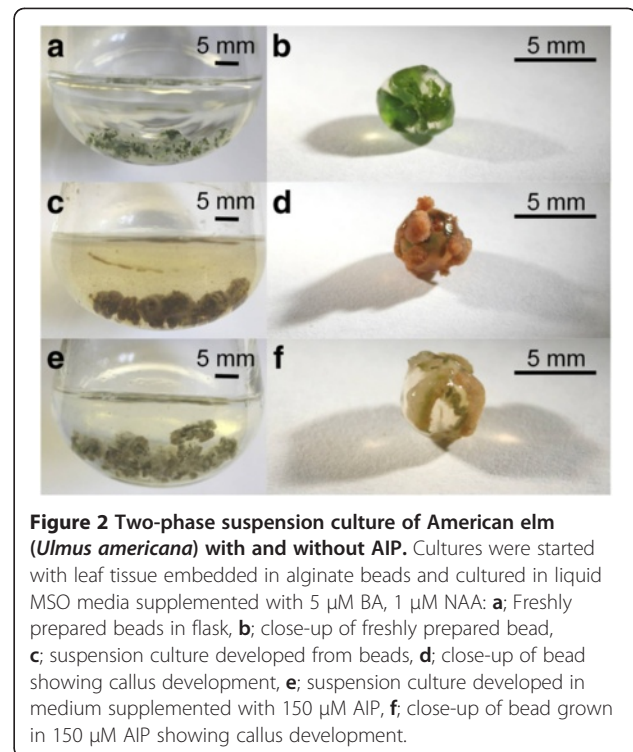 a 5 mm b 5 mm
c 5 mm d 5 mm
e 5 mm f 5 mm
Figure 2 Two-phase suspension culture of American elm
(Ulmus americana) with and without AIP. Cultures were started
with leaf tissue embedded in alginate beads and cultured in liquid
MSO media supplemented with 5 μM BA, 1 μM NAA: a; Freshly
prepared beads in flask, b; close-up of freshly prepared bead,
c; suspension culture developed from beads, d; close-up of bead
showing callus development, e; suspension culture developed in
medium supplemented with 150 μM AIP, f; close-up of bead grown
in 150 μM AIP showing callus development.